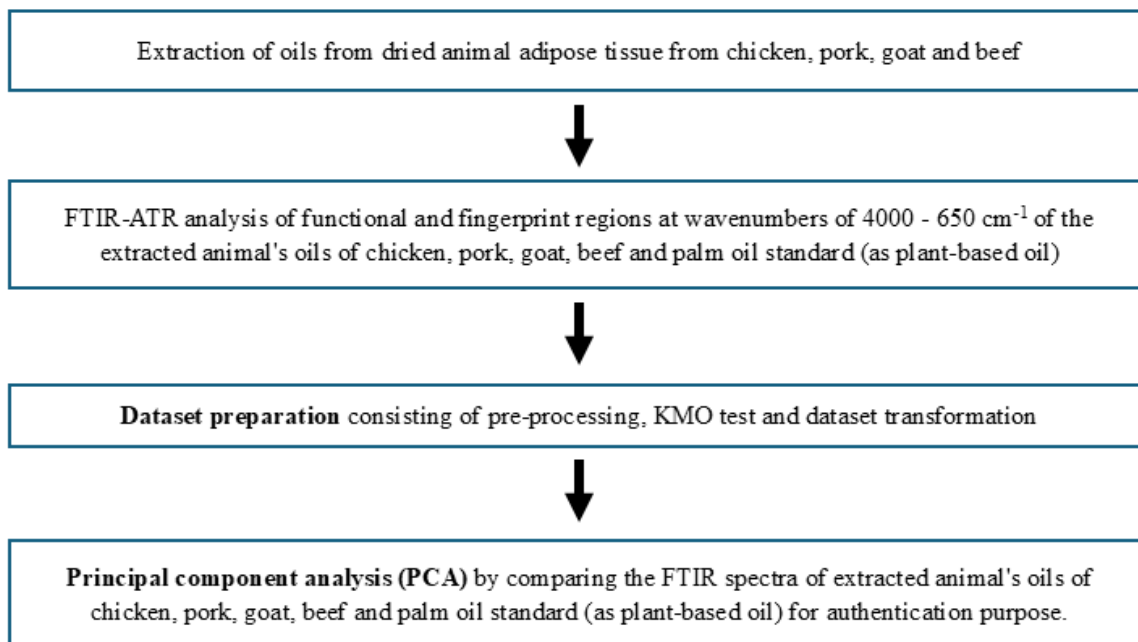 Extraction of oils from dried animal adipose tissue from chicken, pork, goat and beef
FTIR-ATR analysis of functional and fingerprint regions at wavenumbers of 4000 - 650 cm⁻¹ of the
extracted animal's oils of chicken, pork, goat, beef and palm oil standard (as plant-based oil)
Dataset preparation consisting of pre-processing, KMO test and dataset transformation
Principal component analysis (PCA) by comparing the FTIR spectra of extracted animal's oils of
chicken, pork, goat, beef and palm oil standard (as plant-based oil) for authentication purpose.